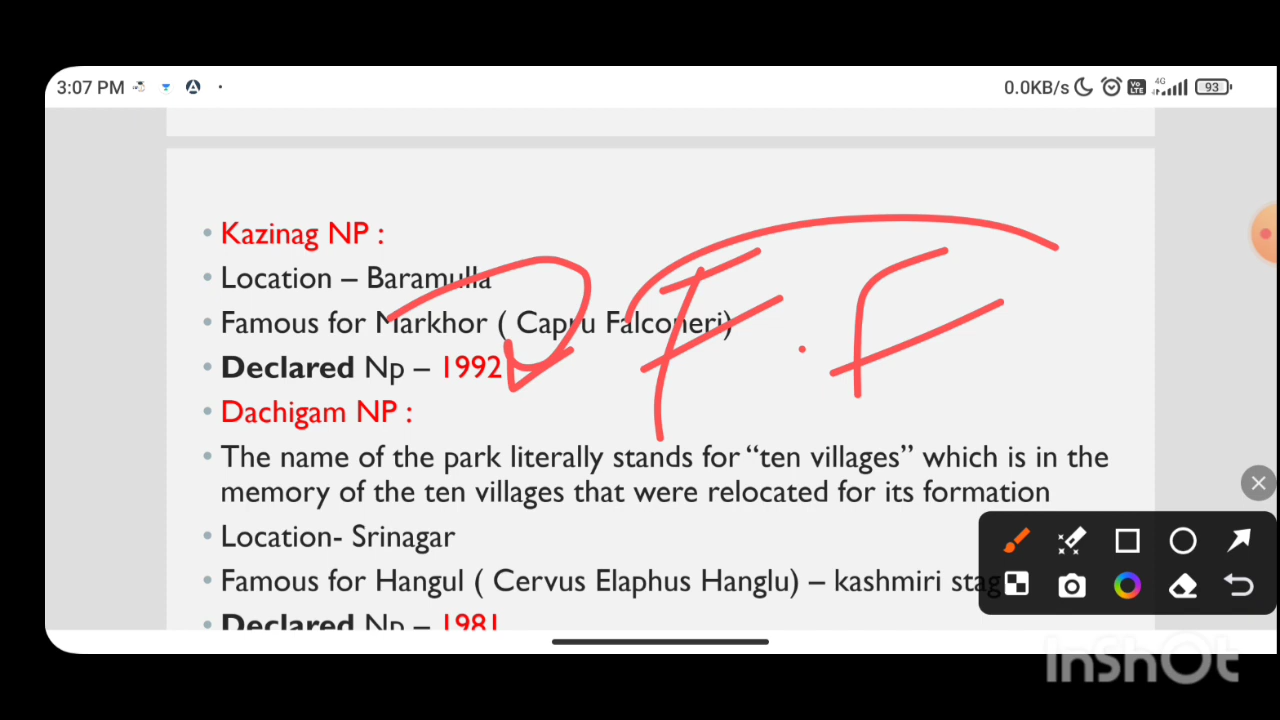 3:07 PM
0.0KB/s 4G 93
Kazinag NP :
Location – Baramulla
Famous for Markhor ( Capru Falconeri)
Declared Np – 1992
F.F
Dachigam NP :
The name of the park literally stands for “ten villages” which is in the
memory of the ten villages that were relocated for its formation
Location- Srinagar
Famous for Hangul ( Cervus Elaphus Hanglu) – kashmiri stag
Declared Np – 1981
InShOt